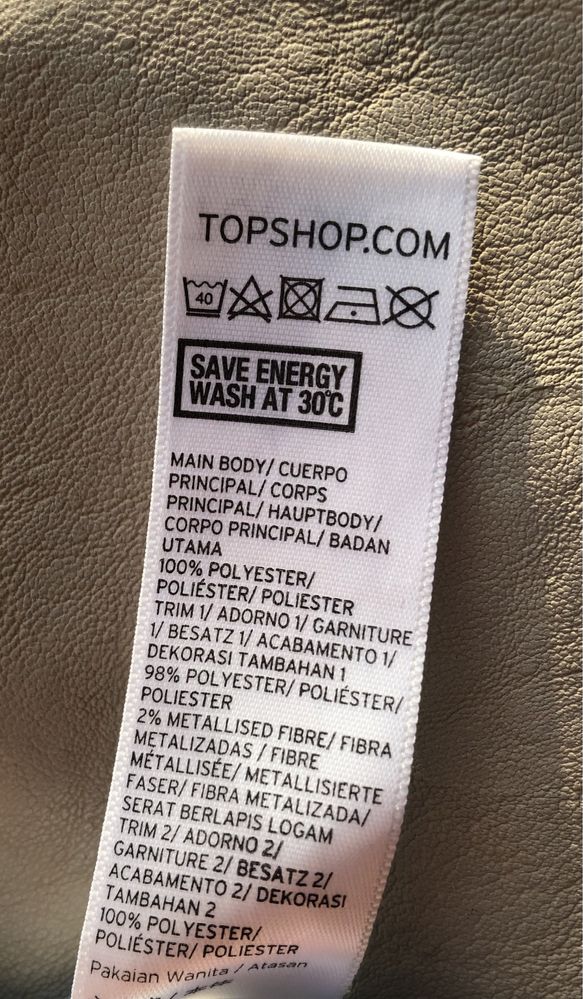 TOPSHOP.COM
40
SAVE ENERGY
WASH AT 30°C
MAIN BODY/ CUERPO
PRINCIPAL/ CORPS
PRINCIPAL/ HAUPTBODY/
CORPO PRINCIPAL/ BADAN
UTAMA
100% POLYESTER/
POLIÉSTER/ POLIESTER
TRIM 1/ ADORNO 1/ GARNITURE
1/ BESATZ 1/ ACABAMENTO 1/
DEKORASI TAMBAHAN 1
98% POLYESTER/ POLIÉSTER/
POLIESTER
2% METALLISED FIBRE/ FIBRA
METALIZADAS / FIBRE
MÉTALLISÉE/ METALLISIERTE
FASER/ FIBRA METALIZADA/
SERAT BERLAPIS LOGAM
TRIM 2/ ADORNO 2/
GARNITURE 2/ BESATZ 2/
ACABAMENTO 2/ DEKORASI
TAMBAHAN 2
100% POLYESTER/
POLIÉSTER/ POLIESTER
Pakaian Wanita / Atasan